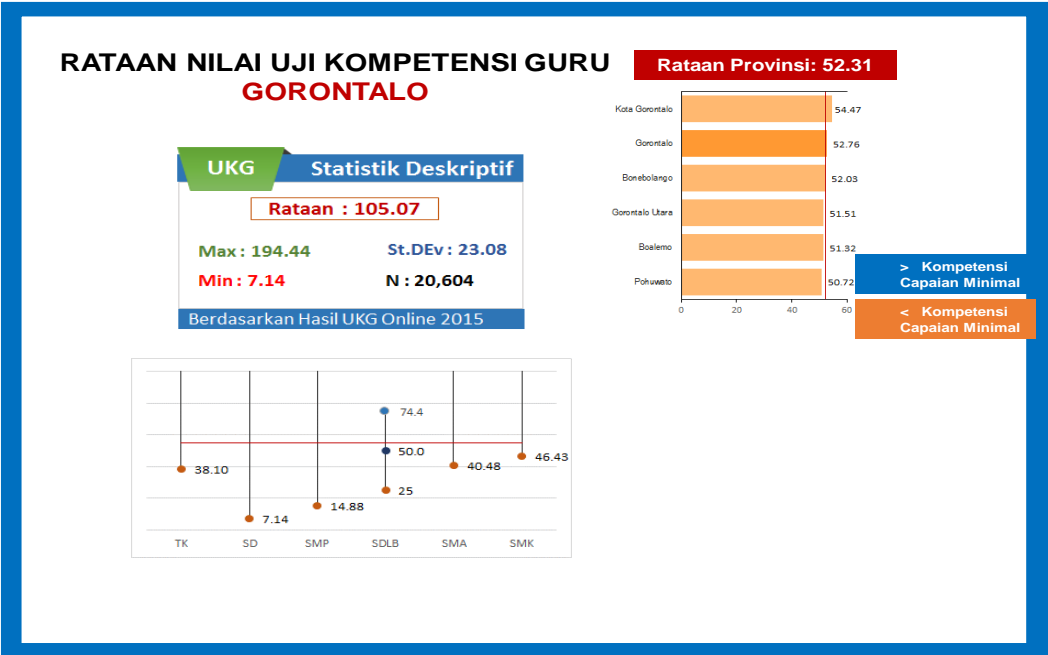 RATAAN NILAI UJI KOMPETENSI GURU
GORONTALO
Rataan Provinsi: 52.31
Kota Gorontalo 54.47
Gorontalo 52.76
Bonebolango 52.03
Gorontalo Utara 51.51
Boalemo 51.32
Pohuwato 50.72
0 20 40 60
> Kompetensi
Capaian Minimal
< Kompetensi
Capaian Minimal
UKG Statistik Deskriptif
Rataan : 105.07
Max : 194.44 St.DEv : 23.08
Min : 7.14 N : 20,604
Berdasarkan Hasil UKG Online 2015
74.4
50.0
46.43
38.10
40.48
25
14.88
7.14
TK SD SMP SDLB SMA SMK